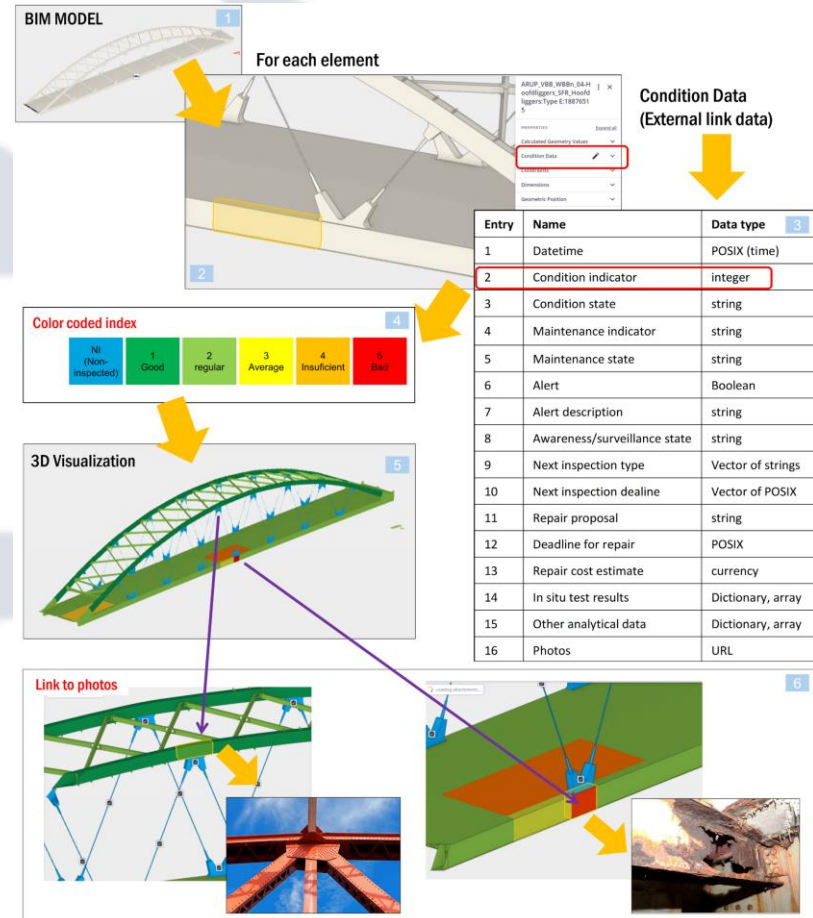 BIM MODEL
1
For each element
ARUP_VBB_WBBn_04-H
oofdliggers_SFR_Hoofd
liggers:Type E:1887651
5
PROPERTIES Expand all
Calculated Geometry Values
Condition Data
Constraints
Dimensions
Geometric Position
2
Condition Data
(External link data)
3
Entry Name Data type
1 Datetime POSIX (time)
2 Condition indicator integer
3 Condition state string
4 Maintenance indicator string
5 Maintenance state string
6 Alert Boolean
7 Alert description string
8 Awareness/surveillance state string
9 Next inspection type Vector of strings
10 Next inspection dealine Vector of POSIX
11 Repair proposal string
12 Deadline for repair POSIX
13 Repair cost estimate currency
14 In situ test results Dictionary, array
15 Other analytical data Dictionary, array
16 Photos URL
Color coded index
4
NI
(Non-
inspected)
1
Good
2
regular
3
Average
4
Insuficient
5
Bad
3D Visualization
5
Link to photos
6
Loading attachments...